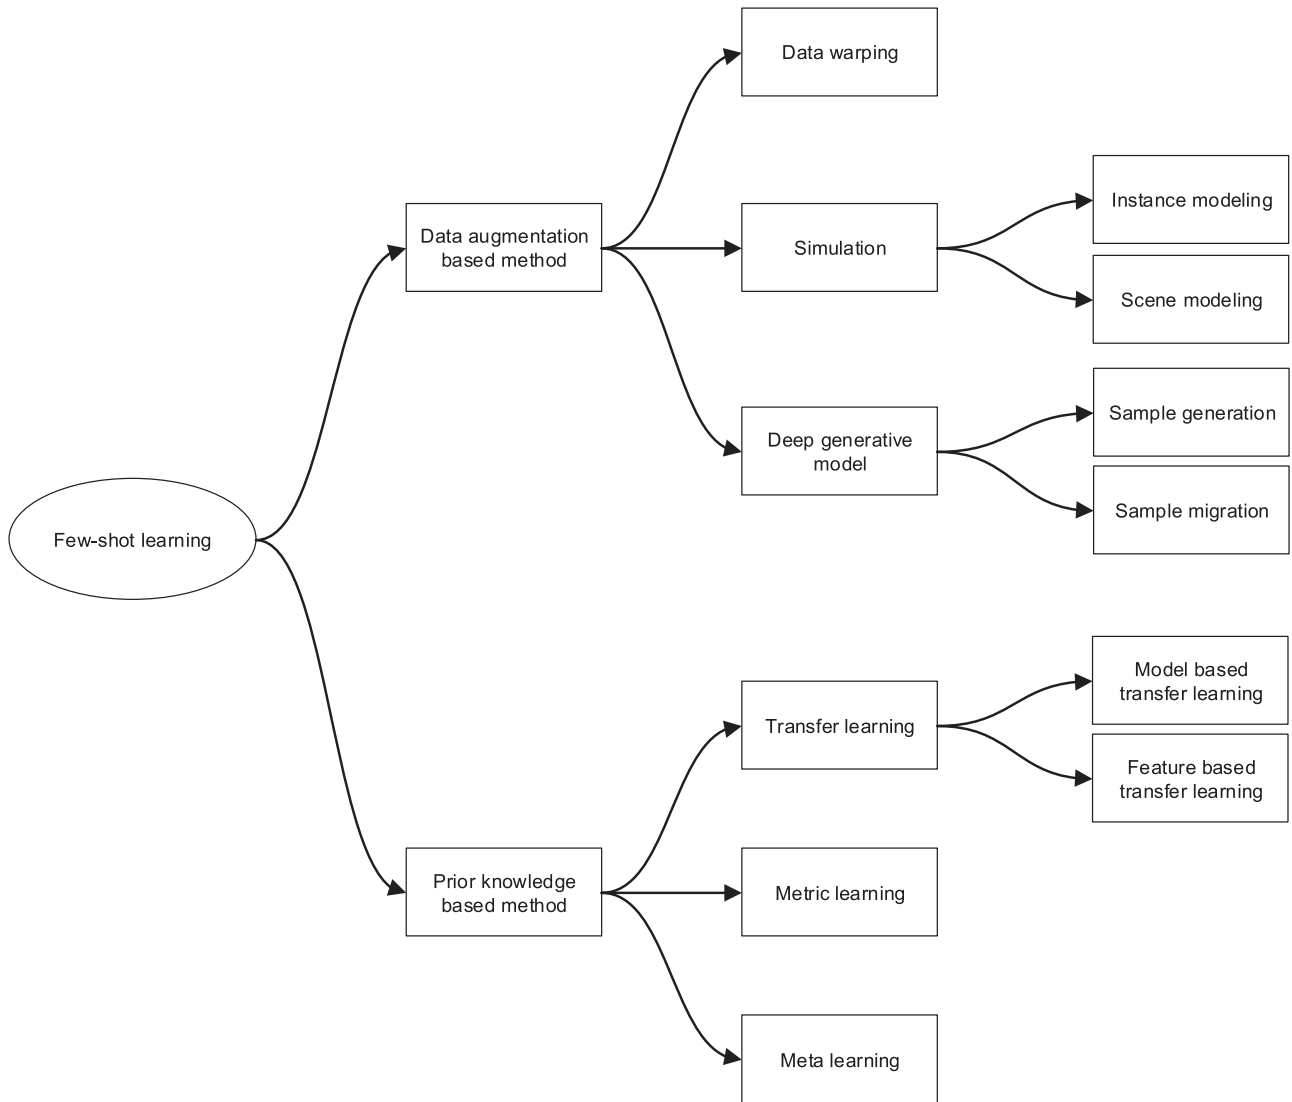 Data warping
Instance modeling
Data augmentation
based method
Simulation
Scene modeling
Sample generation
Deep generative
model
Sample migration
Few-shot learning
Model based
transfer learning
Transfer learning
Feature based
transfer learning
Prior knowledge
based method
Metric learning
Meta learning